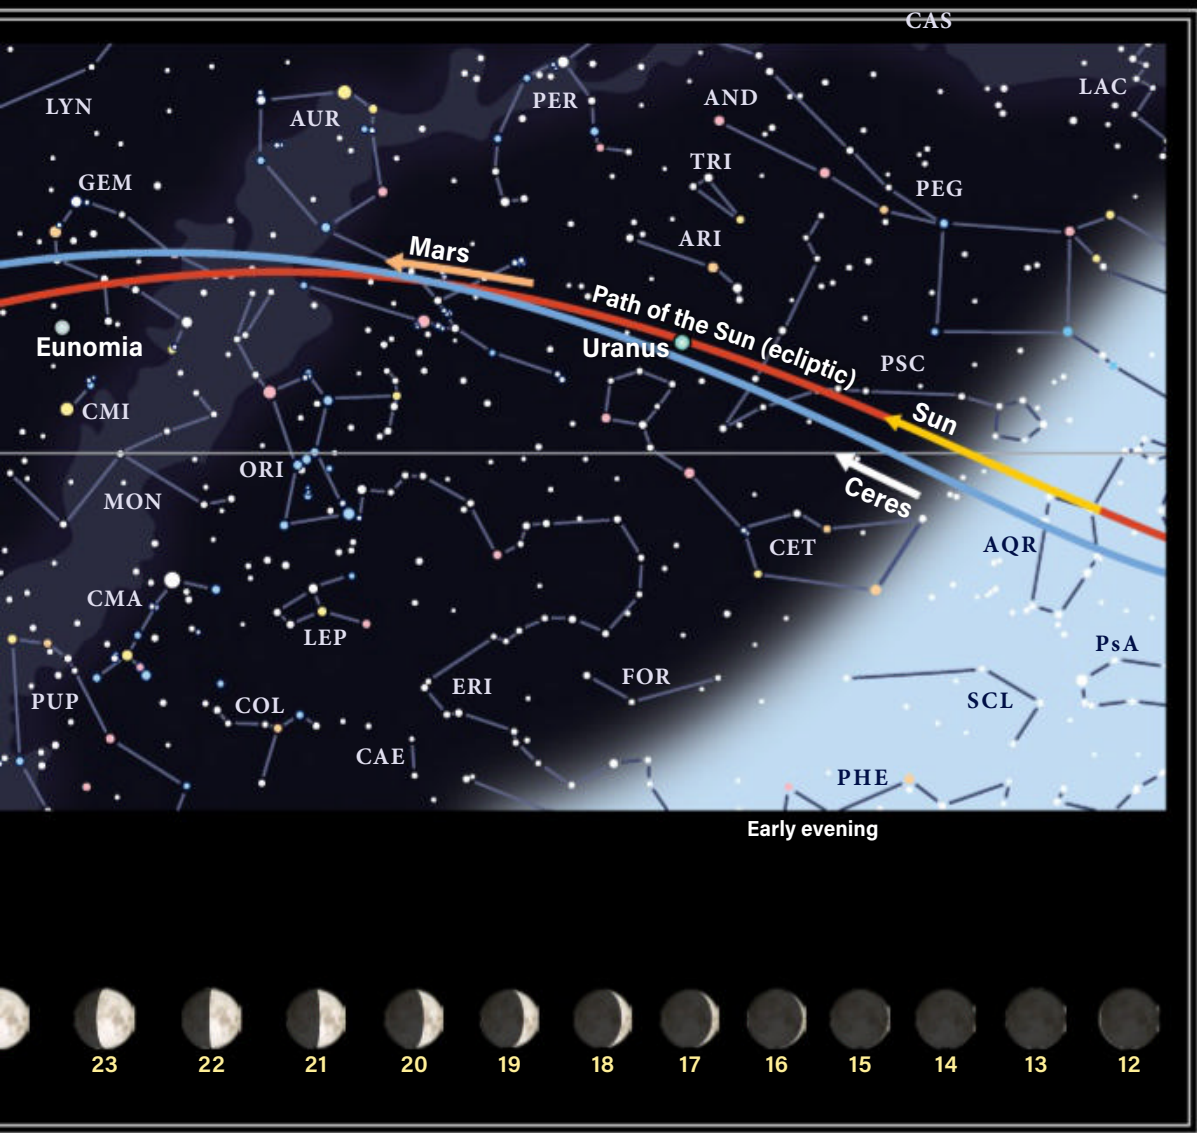 CAS
LAC
LYN
AUR
PER
AND
TRI
GEM
PEG
ARI
Mars
Path of the Sun (ecliptic)
Eunomia
Uranus
PSC
CMI
Sun
ORI
MON
Ceres
CET
AQR
CMA
LEP
PsA
PUP
COL
ERI
FOR
SCL
CAE
PHE
Early evening
23 22 21 20 19 18 17 16 15 14 13 12